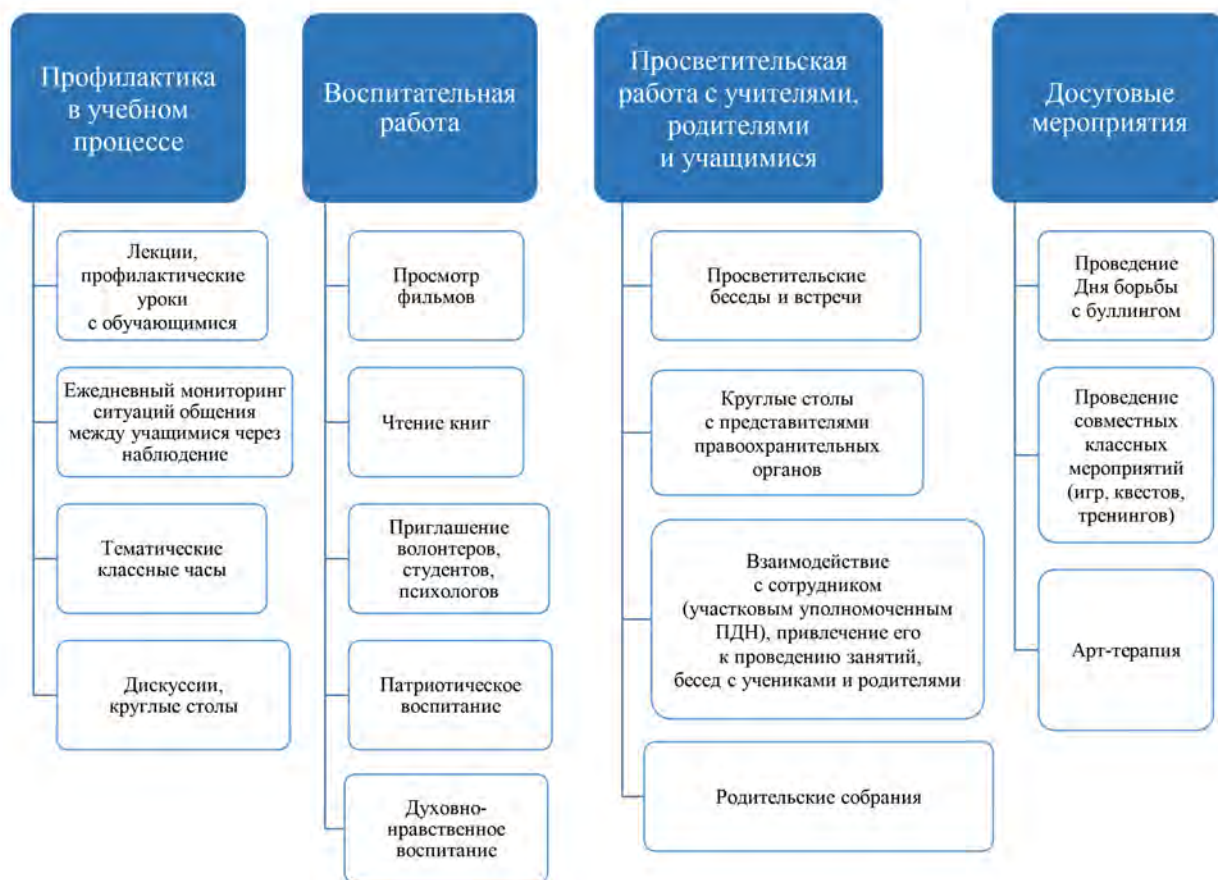 Профилактика
в учебном
процессе
Лекции,
профилактические
уроки
с обучающимися
Ежедневный мониторинг
ситуаций общения
между учащимися через
наблюдение
Тематические
классные часы
Дискуссии,
круглые столы
Воспитательная
работа
Просмотр
фильмов
Чтение книг
Приглашение
волонтеров,
студентов,
психологов
Патриотическое
воспитание
Духовно-
нравственное
воспитание
Просветительская
работа с учителями,
родителями
и учащимися
Просветительские
беседы и встречи
Круглые столы
с представителями
правоохранительных
органов
Взаимодействие
с сотрудником
(участковым уполномоченным
ПДН), привлечение его
к проведению занятий,
бесед с учениками и родителями
Родительские собрания
Досуговые
мероприятия
Проведение
Дня борьбы
с буллингом
Проведение
совместных
классных
мероприятий
(игр, квестов,
тренингов)
Арт-терапия